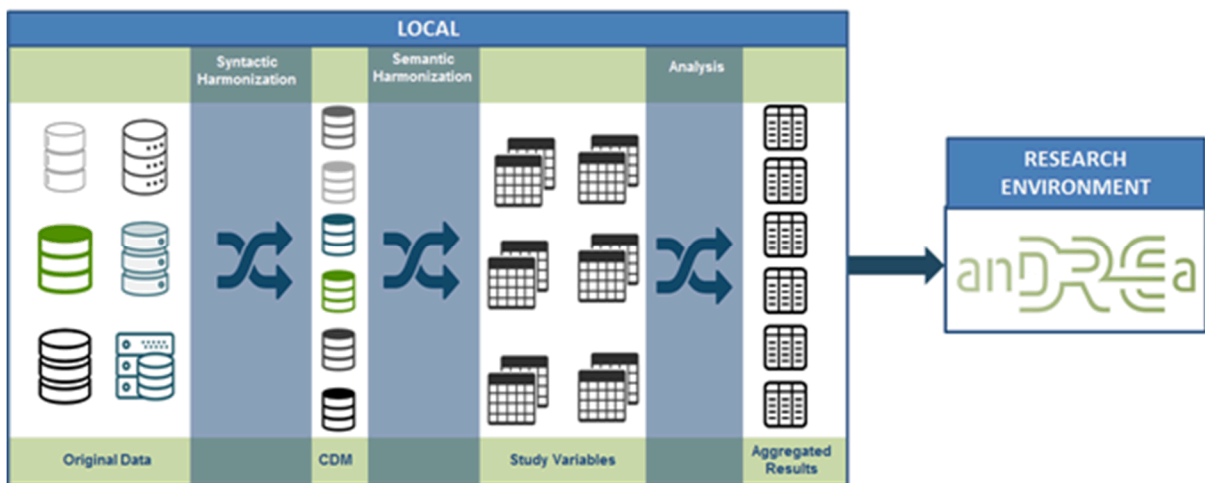 LOCAL
Syntactic
Harmonization
Semantic
Harmonization
Analysis
Original Data
CDM
Study Variables
Aggregated
Results
RESEARCH
ENVIRONMENT
anDREa